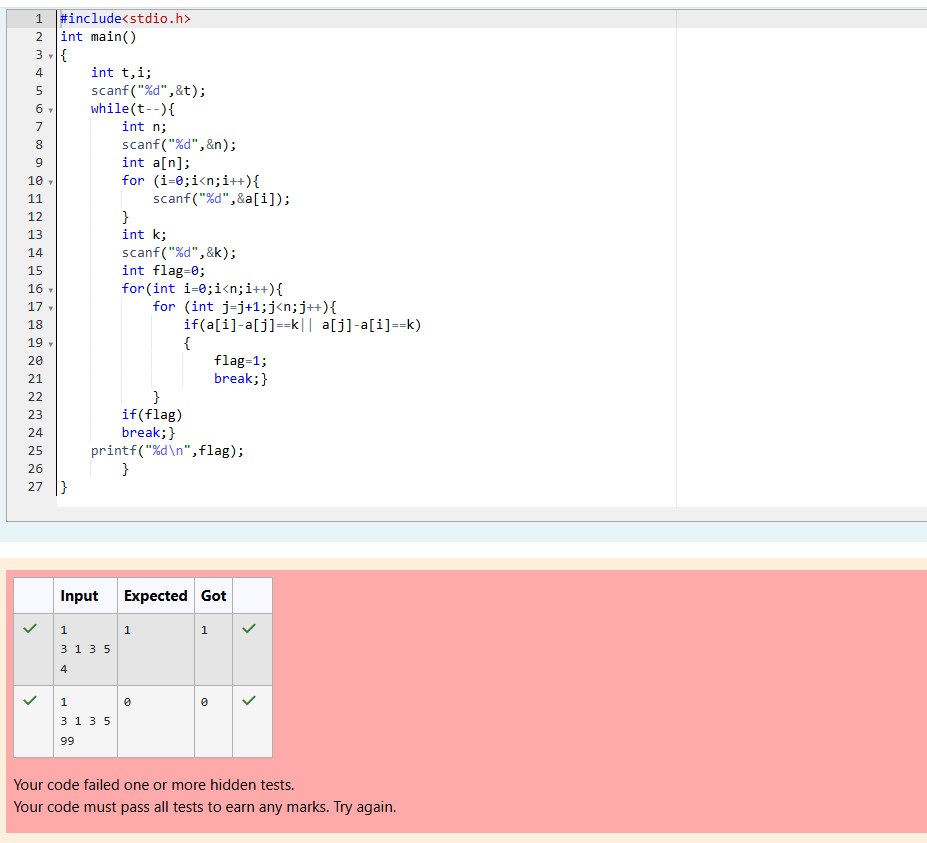 1 #include<stdio.h>
2 int main()
3 {
4 int t,i;
5 scanf("%d",&t);
6 while(t--){
7 int n;
8 scanf("%d",&n);
9 int a[n];
10 for (i=0;i<n;i++){
11 scanf("%d",&a[i]);
12 }
13 int k;
14 scanf("%d",&k);
15 int flag=0;
16 for(int i=0;i<n;i++){
17 for (int j=j+1;j<n;j++){
18 if(a[i]-a[j]==k|| a[j]-a[i]==k)
19 {
20 flag=1;
21 break;}
22 }
23 if(flag)
24 break;}
25 printf("%d\n",flag);
26 }
27 }
Input Expected Got
1 1 1
3 1 3 5
4
1 0 0
3 1 3 5
99
Your code failed one or more hidden tests.
Your code must pass all tests to earn any marks. Try again.